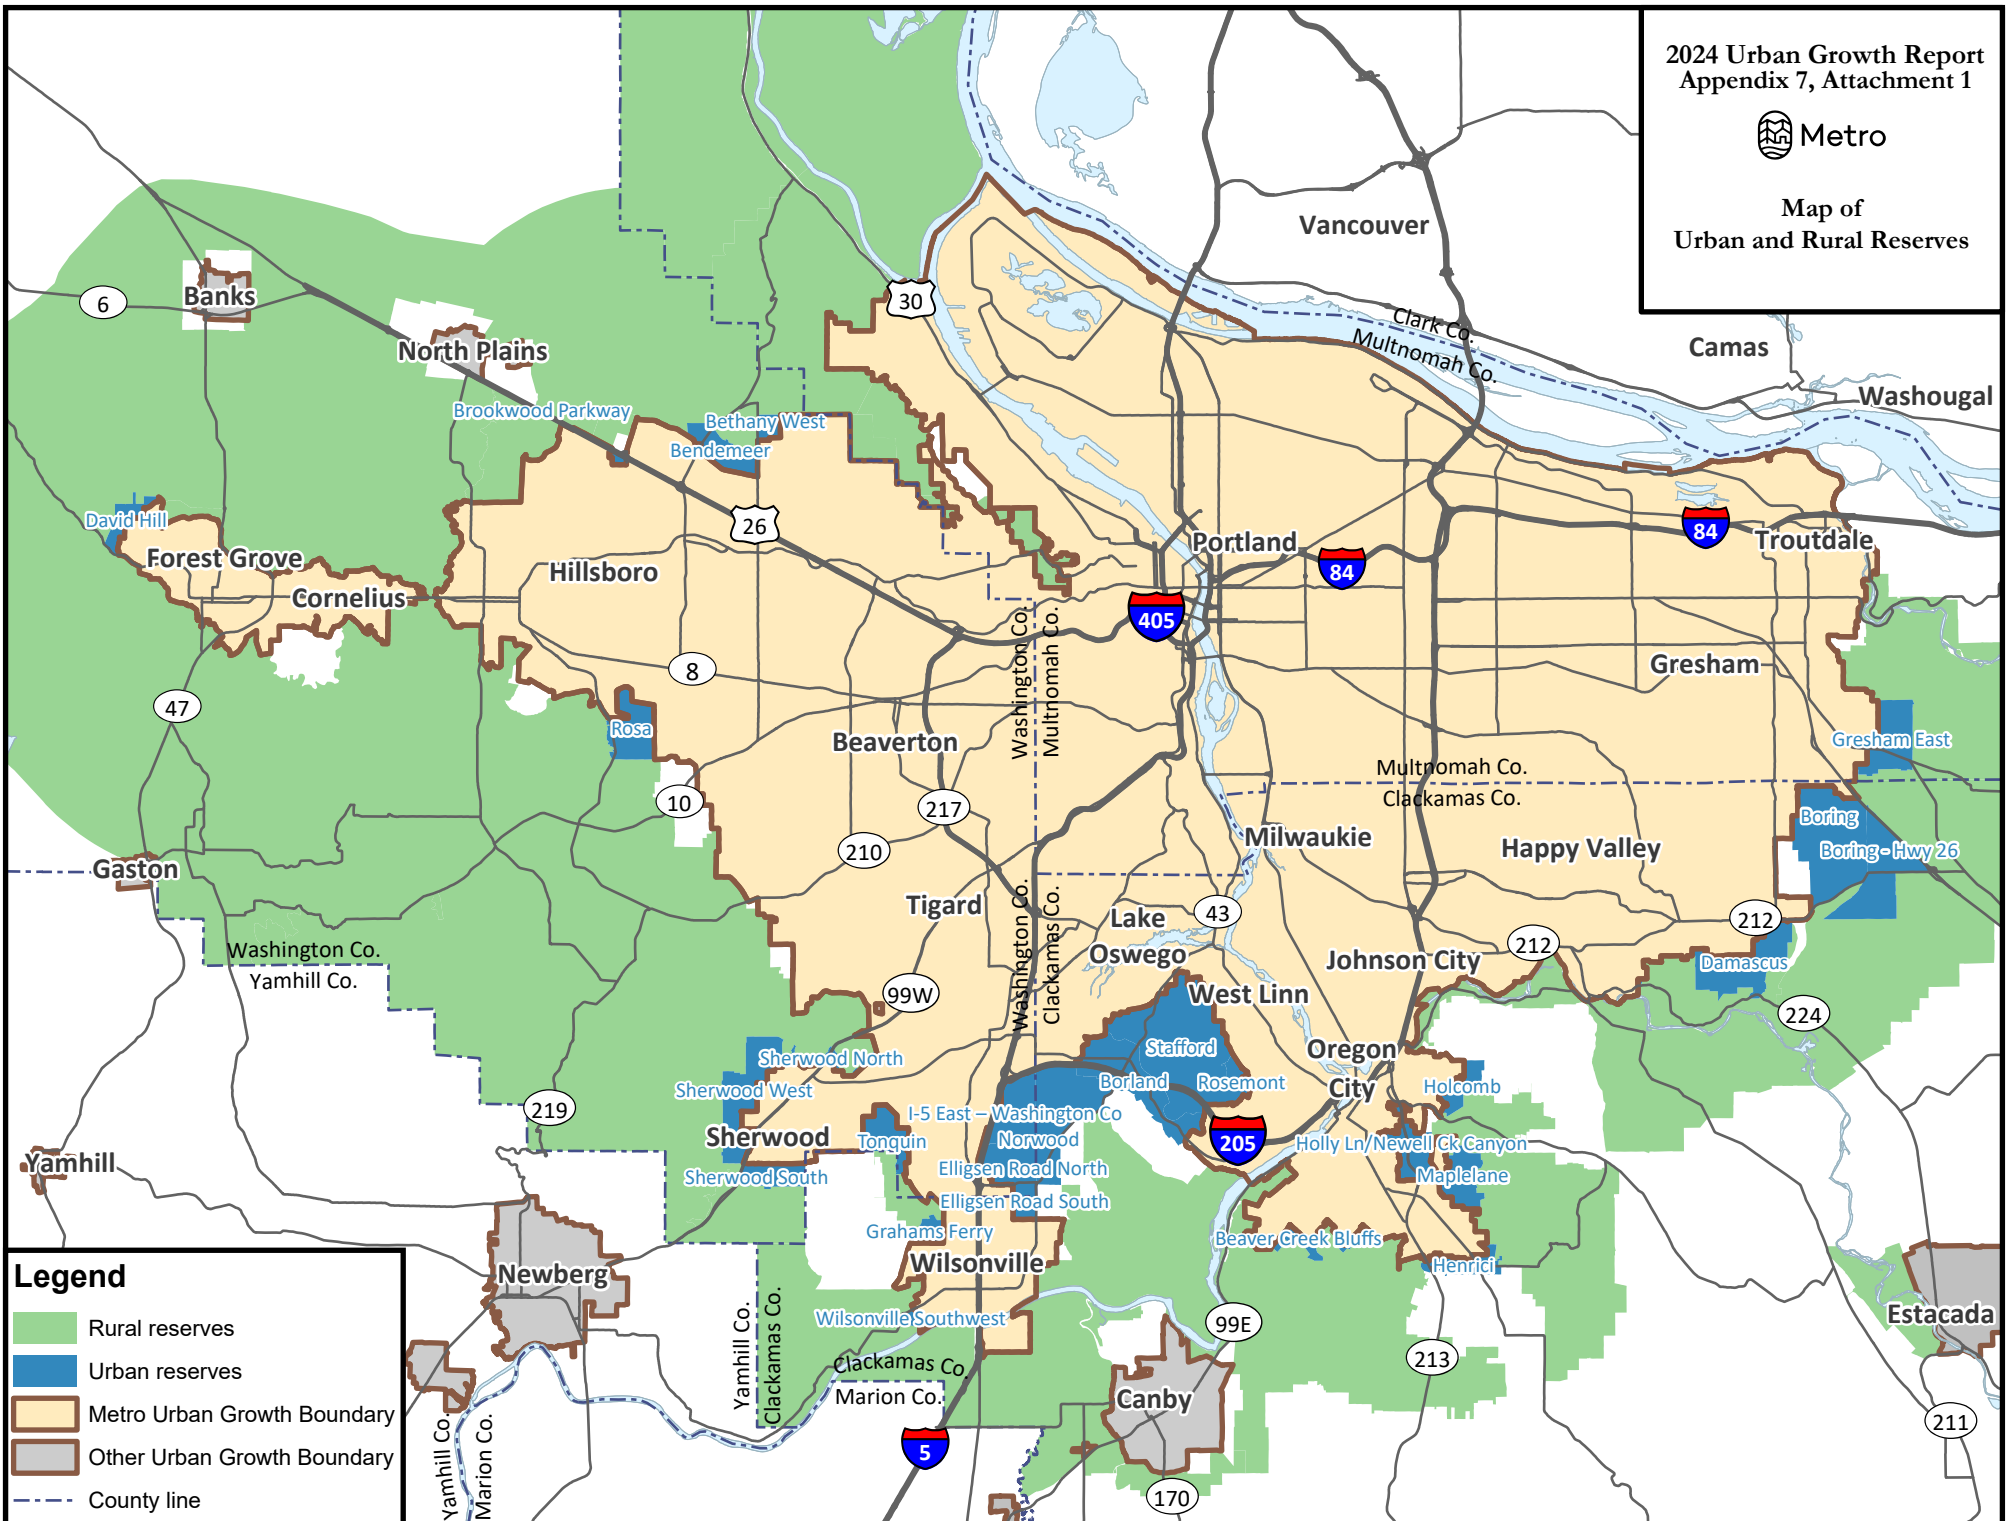 2024 Urban Growth Report
Appendix 7, Attachment 1
Metro
Map of
Urban and Rural Reserves
Vancouver
Clark Co.
Multnomah Co.
Camas
Washougal
Banks
6
30
North Plains
Brookwood Parkway
Bethany West
Bendemeer
26
David Hill
Forest Grove
Cornelius
Hillsboro
Portland
84
84
Troutdale
405
Washington Co.
Multnomah Co.
8
Gresham
47
Rosa
Beaverton
Gresham East
Multnomah Co.
Clackamas Co.
10
217
210
Milwaukie
Happy Valley
Boring
Boring - Hwy 26
Gaston
Tigard
Washington Co.
Clackamas Co.
Lake
Oswego
43
212
212
Johnson City
Damascus
Washington Co.
Yamhill Co.
99W
West Linn
224
Sherwood North
Sherwood West
Stafford
Borland
Rosemont
Oregon
City
Holcomb
219
I-5 East – Washington Co
Sherwood
Tonquin
Norwood
205
Holly Ln/Newell Ck Canyon
Yamhill
Sherwood South
Elligsen Road North
Maplelane
Elligsen Road South
Grahams Ferry
Beaver Creek Bluffs
Wilsonville
Henrici
Newberg
Wilsonville Southwest
99E
Estacada
Yamhill Co.
Clackamas Co.
Clackamas Co.
Marion Co.
213
Canby
211
5
170
Yamhill Co.
Marion Co.
Legend
Rural reserves
Urban reserves
Metro Urban Growth Boundary
Other Urban Growth Boundary
County line